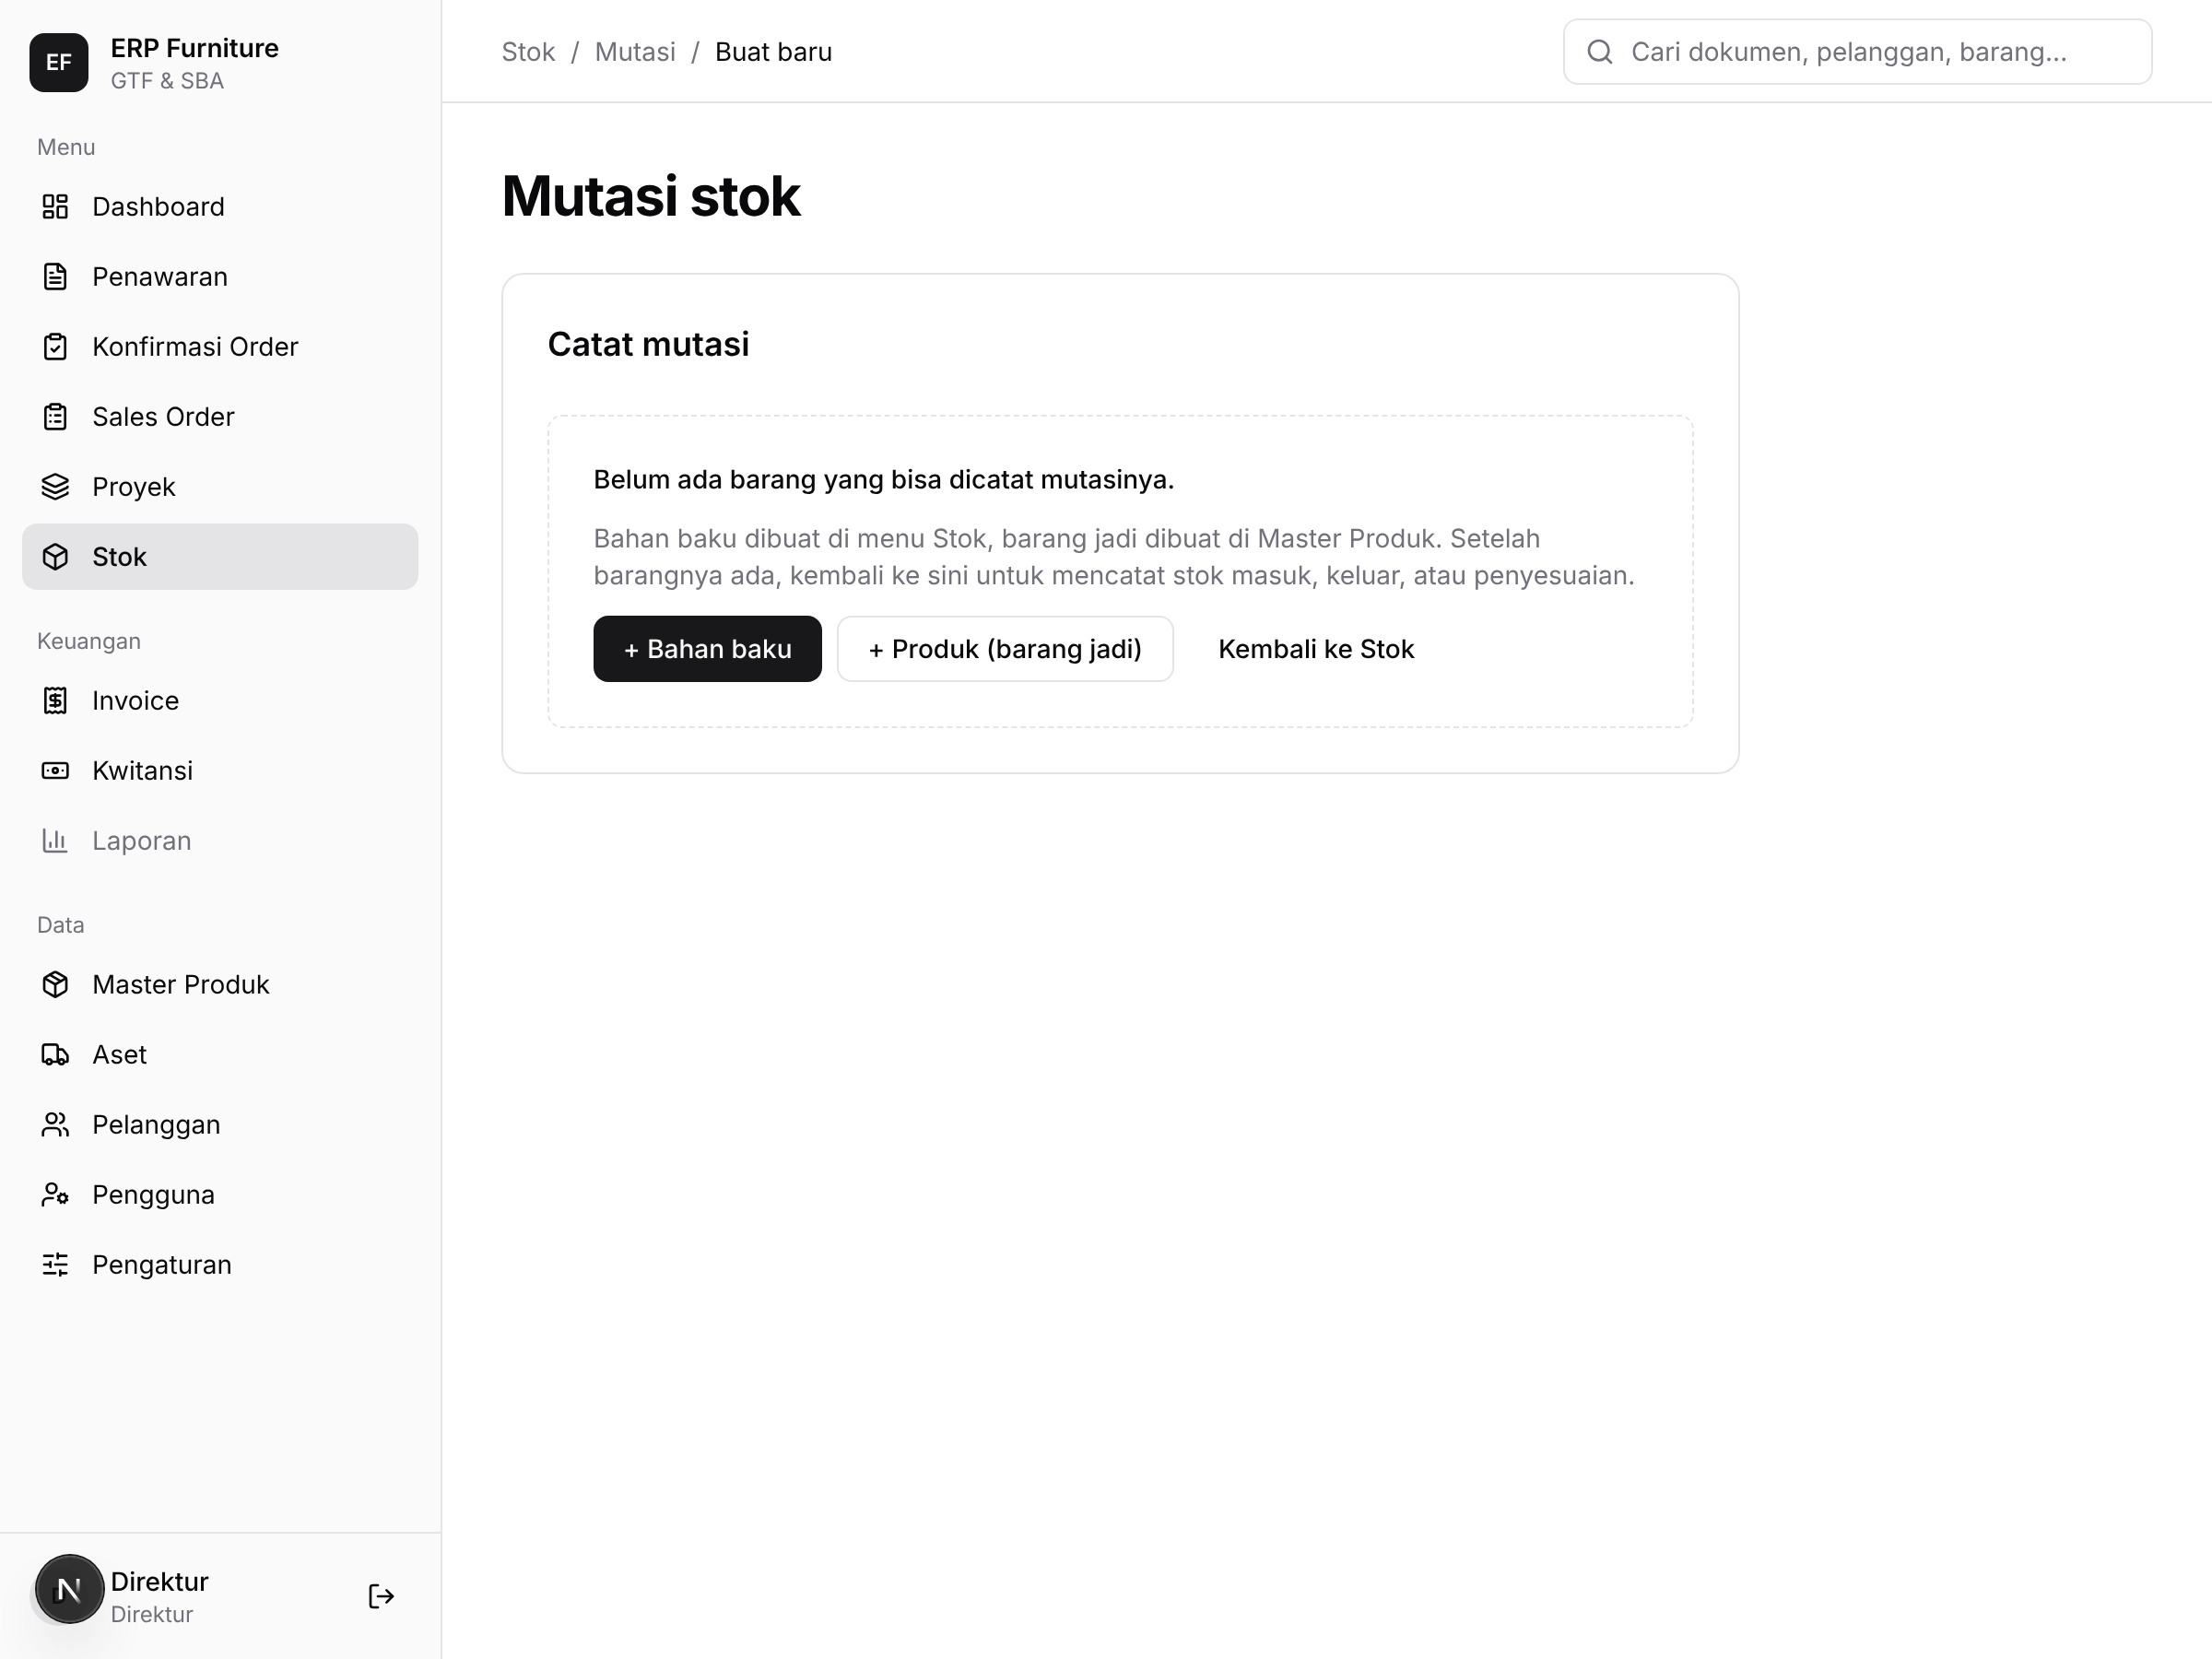 EF
ERP Furniture
GTF & SBA
Menu
Dashboard
Penawaran
Konfirmasi Order
Sales Order
Proyek
Stok
Keuangan
Invoice
Kwitansi
Laporan
Data
Master Produk
Aset
Pelanggan
Pengguna
Pengaturan
N
Direktur
Direktur
Stok / Mutasi / Buat baru
Cari dokumen, pelanggan, barang...
Mutasi stok
Catat mutasi
Belum ada barang yang bisa dicatat mutasinya.
Bahan baku dibuat di menu Stok, barang jadi dibuat di Master Produk. Setelah
barangnya ada, kembali ke sini untuk mencatat stok masuk, keluar, atau penyesuaian.
+ Bahan baku
+ Produk (barang jadi)
Kembali ke Stok